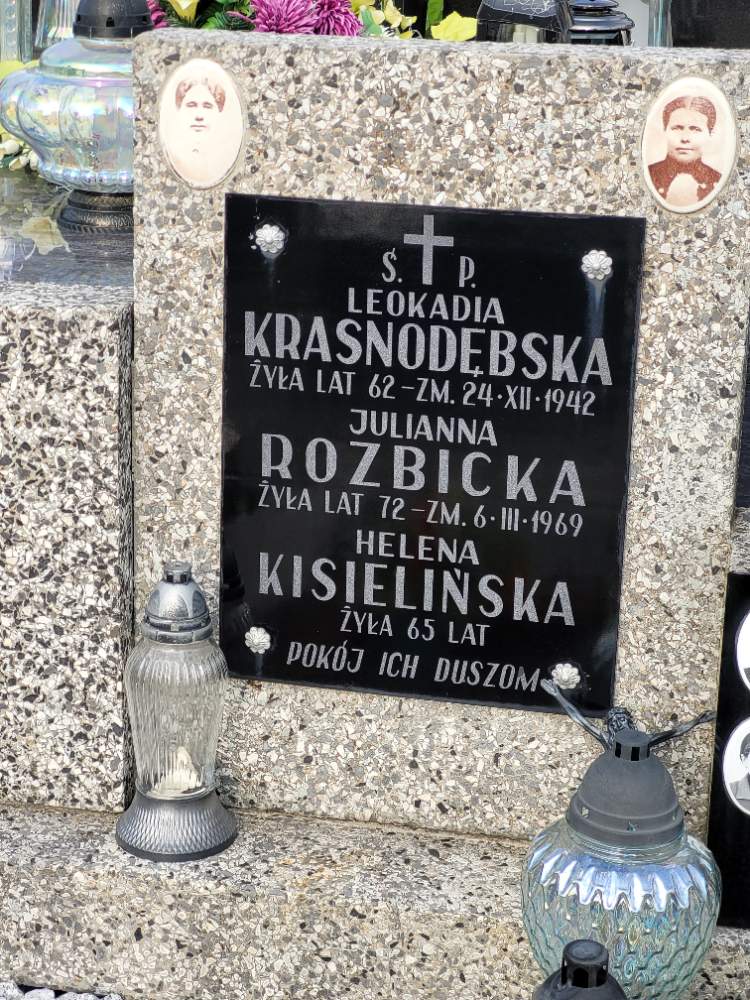 Ś. P.
LEOKADIA
KRASNODĘBSKA
ŻYŁA LAT 62 – ZM. 24·XII·1942
JULIANNA
ROZBICKA
ŻYŁA LAT 72 – ZM. 6·III·1969
HELENA
KISIELIŃSKA
ŻYŁA 65 LAT
POKÓJ ICH DUSZOM